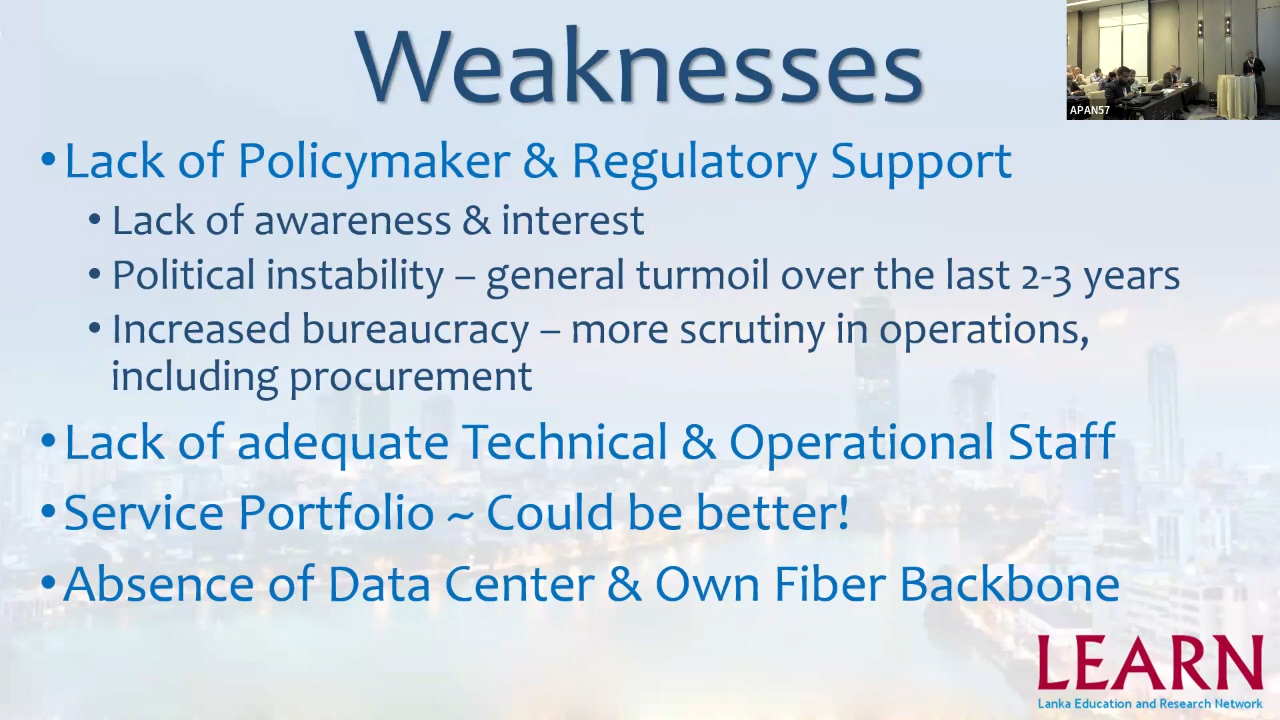 Weaknesses
APAN57
•Lack of Policymaker & Regulatory Support
• Lack of awareness & interest
• Political instability – general turmoil over the last 2-3 years
• Increased bureaucracy – more scrutiny in operations,
including procurement
•Lack of adequate Technical & Operational Staff
•Service Portfolio ~ Could be better!
•Absence of Data Center & Own Fiber Backbone
LEARN
Lanka Education and Research Network